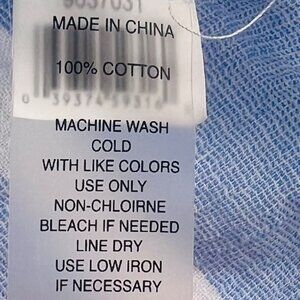 MADE IN CHINA
100% COTTON
MACHINE WASH
COLD
WITH LIKE COLORS
USE ONLY
NON-CHLOIRNE
BLEACH IF NEEDED
LINE DRY
USE LOW IRON
IF NECESSARY